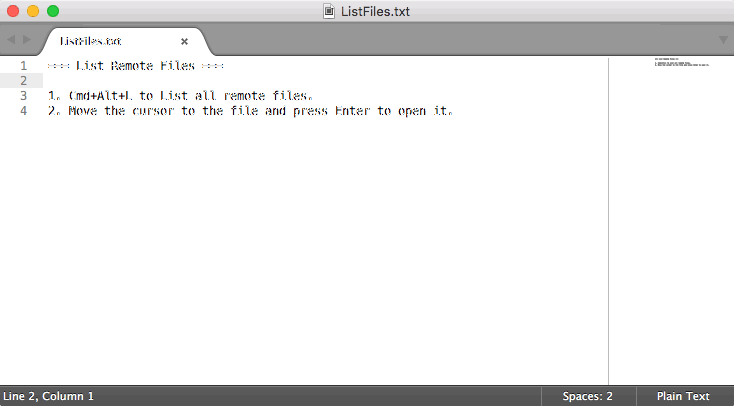 ListFiles.txt
ListFiles.txt
1 === List Remote Files ===
2
3 1. Cmd+Alt+L to List all remote files.
4 2. Move the cursor to the file and press Enter to open it.
Line 2, Column 1 Spaces: 2 Plain Text